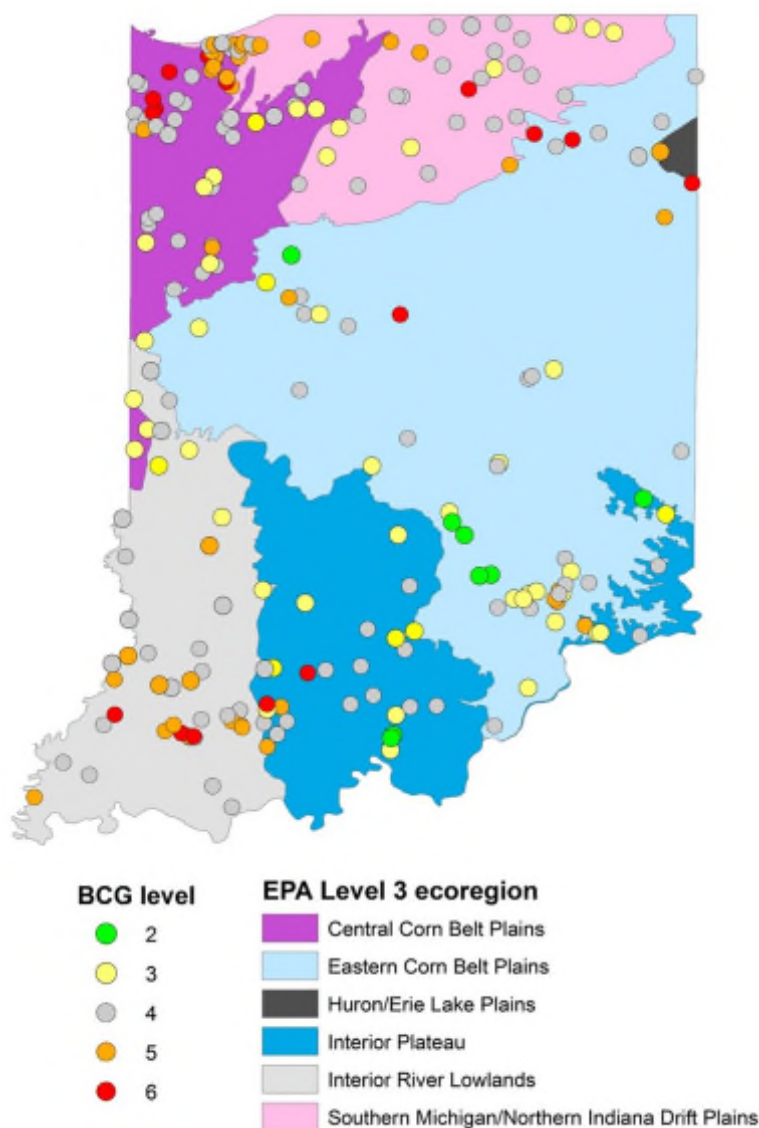 BCG level
2
3
4
5
6
EPA Level 3 ecoregion
Central Corn Belt Plains
Eastern Corn Belt Plains
Huron/Erie Lake Plains
Interior Plateau
Interior River Lowlands
Southern Michigan/Northern Indiana Drift Plains